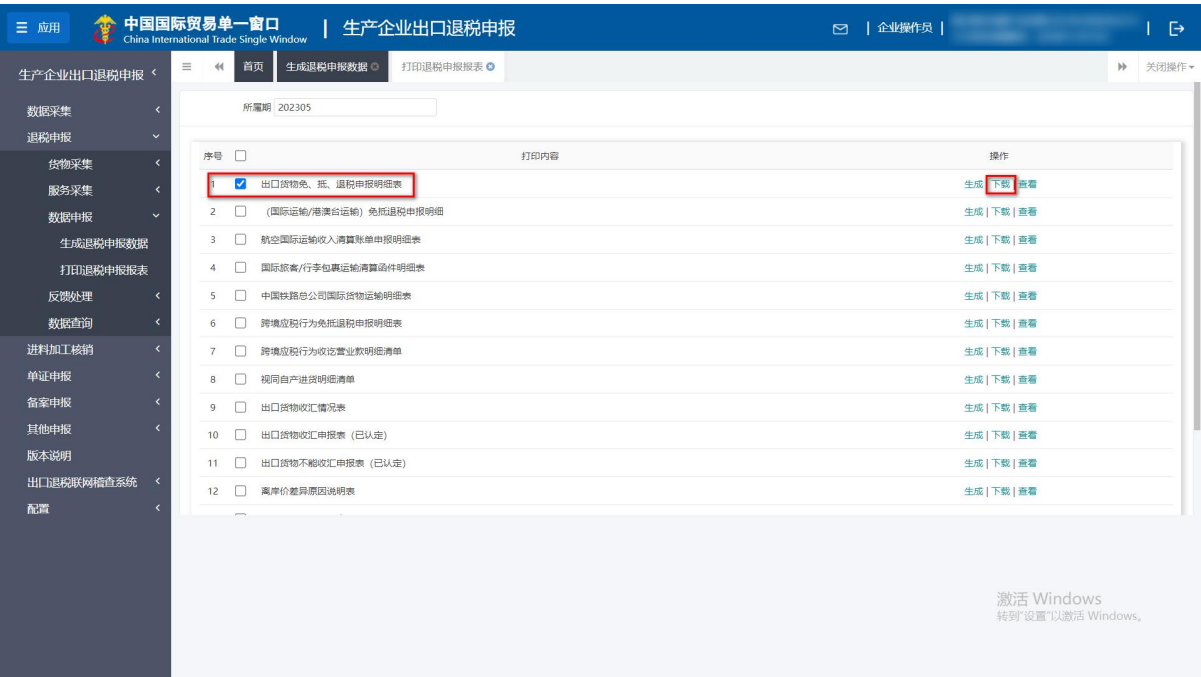 应用
中国国际贸易单一窗口 | 生产企业出口退税申报
China International Trade Single Window
企业操作员
生产企业出口退税申报
首页 生成退税申报数据 打印退税申报报表 关闭操作
数据采集
退税申报
货物采集
服务采集
数据申报
生成退税申报数据
打印退税申报报表
反馈处理
数据查询
进料加工核销
单证申报
备案申报
其他申报
版本说明
出口退税联网稽查系统
配置
所属期 202305
序号 打印内容 操作
1 出口货物免、抵、退税申报明细表 生成 | 下载 | 查看
2 （国际运输/港澳台运输）免抵退税申报明细 生成 | 下载 | 查看
3 航空国际运输收入清算账单申报明细表 生成 | 下载 | 查看
4 国际旅客/行李包裹运输清算函件明细表 生成 | 下载 | 查看
5 中国铁路总公司国际货物运输明细表 生成 | 下载 | 查看
6 跨境应税行为免抵退税申报明细表 生成 | 下载 | 查看
7 跨境应税行为收讫营业款明细清单 生成 | 下载 | 查看
8 视同自产进货明细清单 生成 | 下载 | 查看
9 出口货物收汇情况表 生成 | 下载 | 查看
10 出口货物收汇申报表（已认定） 生成 | 下载 | 查看
11 出口货物不能收汇申报表（已认定） 生成 | 下载 | 查看
12 离岸价差异原因说明表 生成 | 下载 | 查看
激活 Windows
转到"设置"以激活 Windows。